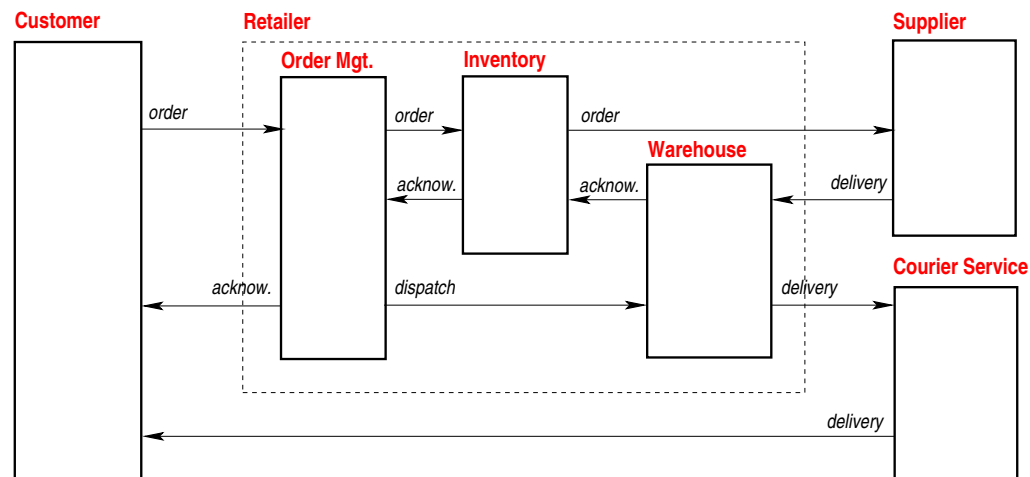 Customer
Retailer
Supplier
Order Mgt.
Inventory
order
order
order
Warehouse
acknow.
acknow.
delivery
Courier Service
acknow.
dispatch
delivery
delivery